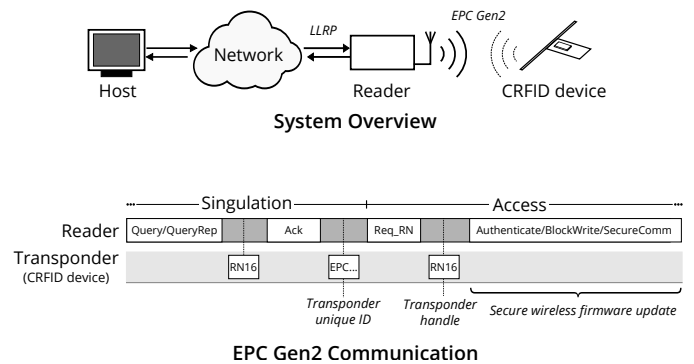 LLRP
EPC Gen2
Network
Host
Reader
CRFID device
System Overview
... Singulation Access ...
Reader Query/QueryRep Ack Req_RN Authenticate/BlockWrite/SecureComm
Transponder
(CRFID device)
RN16 EPC... RN16
Transponder unique ID
Transponder handle
Secure wireless firmware update
EPC Gen2 Communication